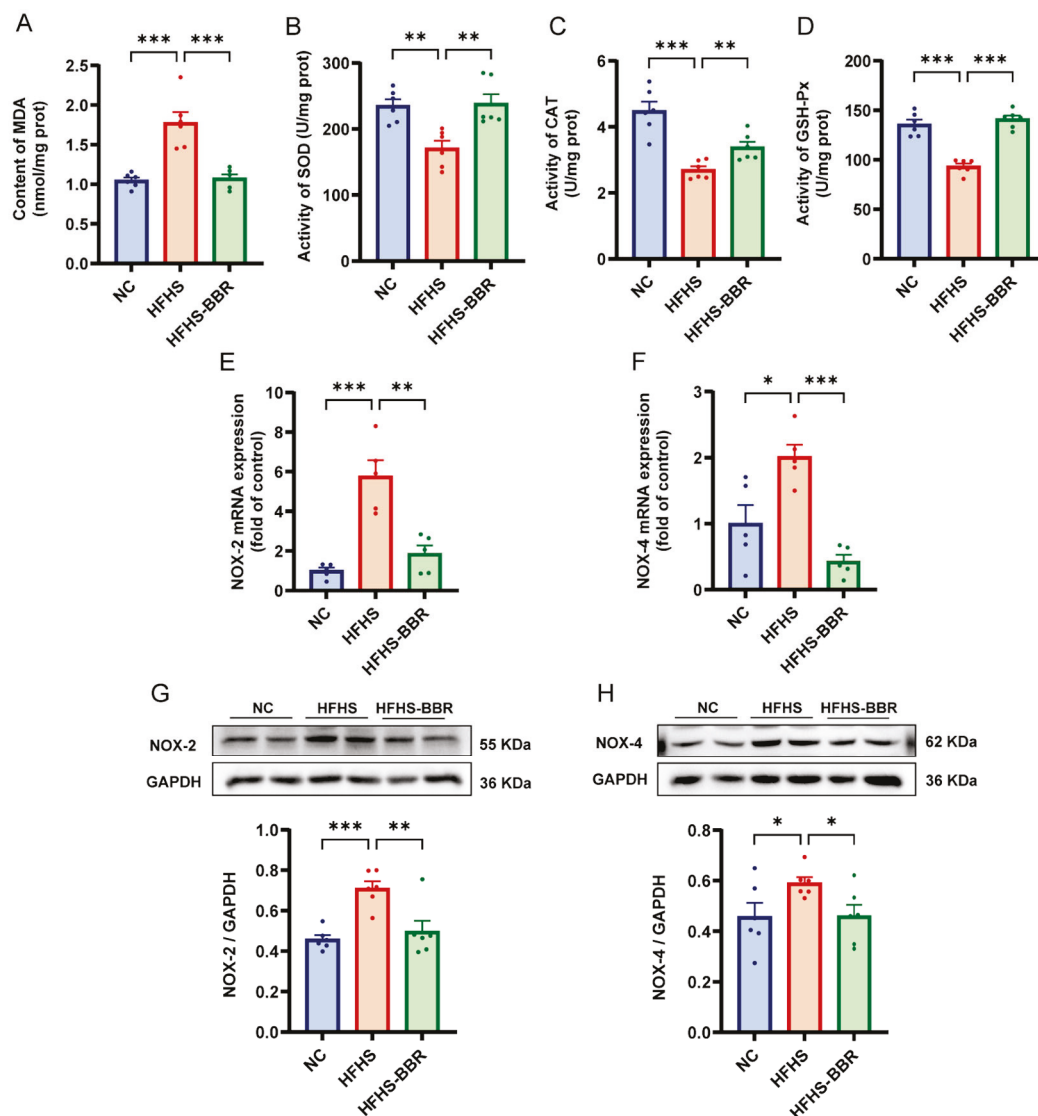 A
Content of MDA
(nmol/mg prot)
2.5
2.0
1.5
1.0
0.5
0.0
*** ***
NC
HFHS
HFHS-BBR
B
Activity of SOD (U/mg prot)
300
200
100
0
** **
NC
HFHS
HFHS-BBR
C
Activity of CAT
(U/mg prot)
6
4
2
0
*** **
NC
HFHS
HFHS-BBR
D
Activity of GSH-Px
(U/mg prot)
200
150
100
50
0
*** ***
NC
HFHS
HFHS-BBR
E
NOX-2 mRNA expression
(fold of control)
10
8
6
4
2
0
*** **
NC
HFHS
HFHS-BBR
F
NOX-4 mRNA expression
(fold of control)
3
2
1
0
* ***
NC
HFHS
HFHS-BBR
G
NC HFHS HFHS-BBR
NOX-2 55 KDa
GAPDH 36 KDa
NOX-2 / GAPDH
1.0
0.8
0.6
0.4
0.2
0.0
*** **
NC
HFHS
HFHS-BBR
H
NC HFHS HFHS-BBR
NOX-4 62 KDa
GAPDH 36 KDa
NOX-4 / GAPDH
0.8
0.6
0.4
0.2
0.0
* *
NC
HFHS
HFHS-BBR